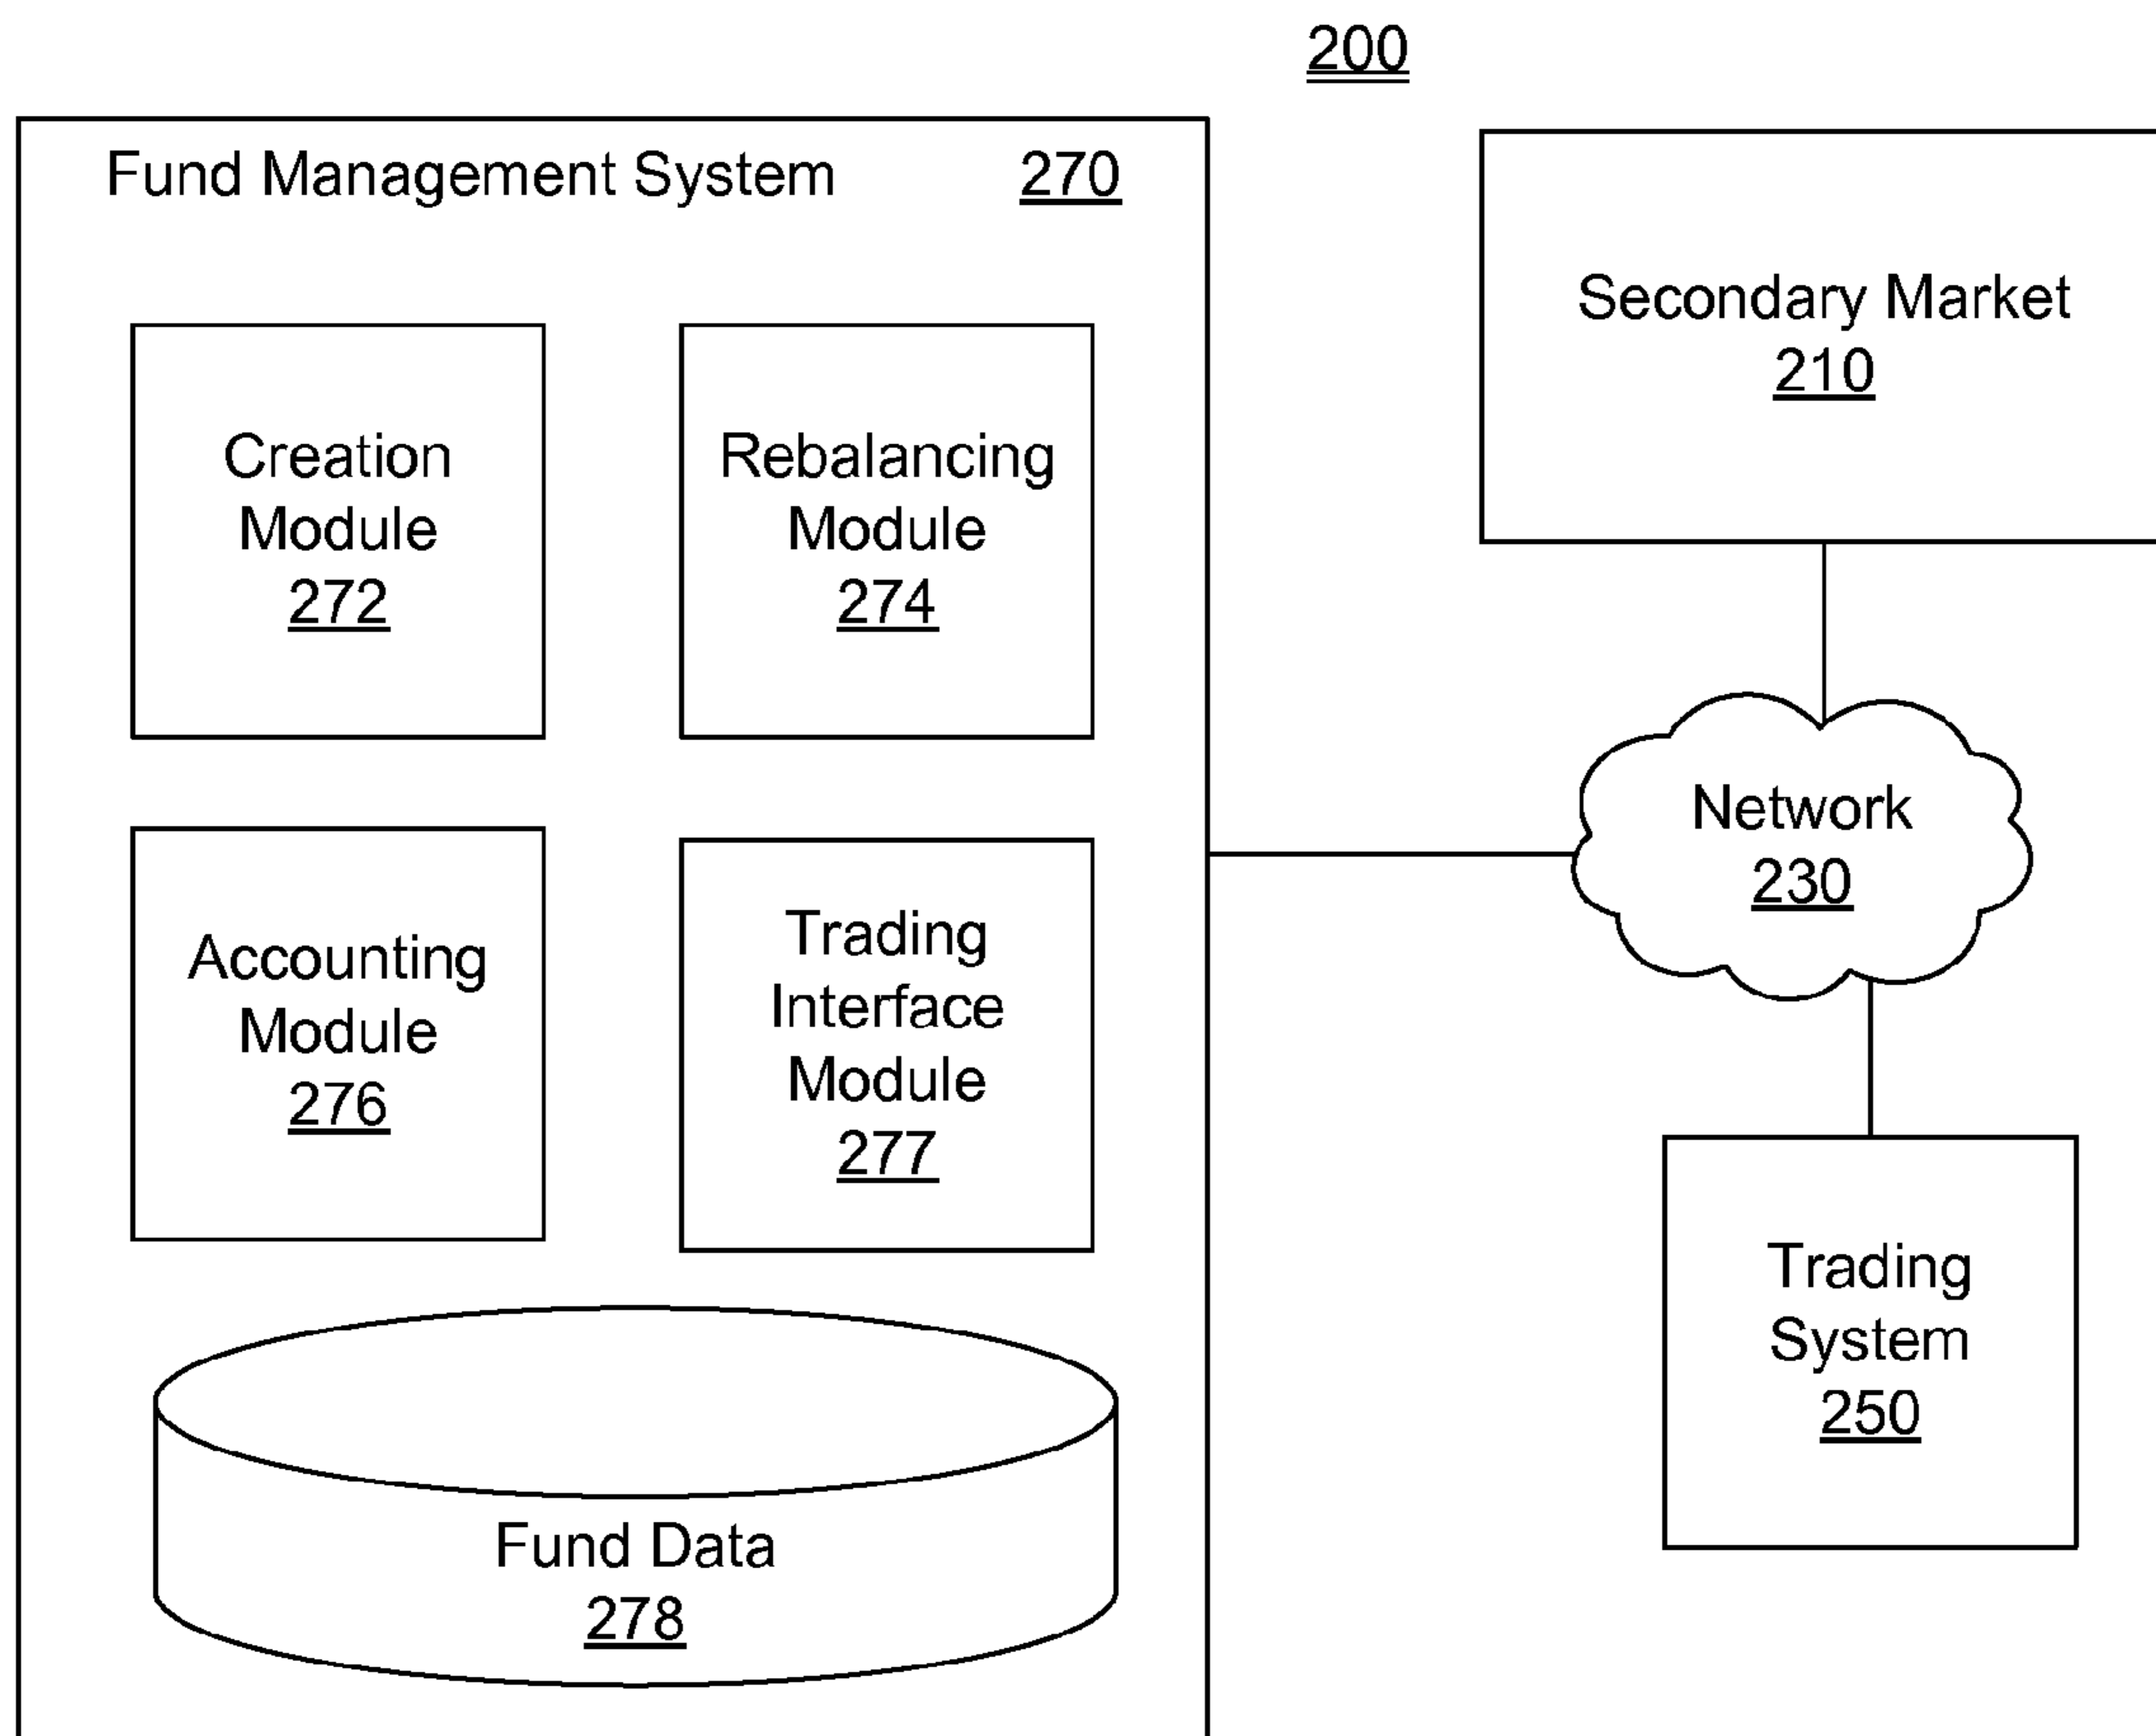 200
Fund Management System 270
Secondary Market
210
Creation
Module
272
Rebalancing
Module
274
Network
230
Accounting
Module
276
Trading
Interface
Module
277
Trading
System
250
Fund Data
278